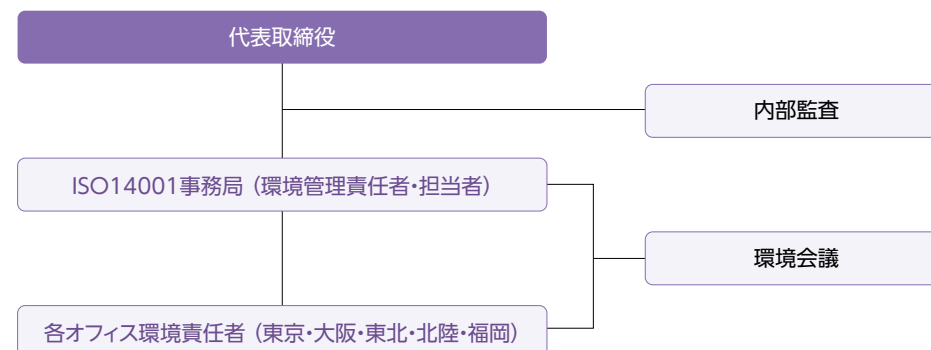 代表取締役
内部監査
ISO14001事務局（環境管理責任者・担当者）
環境会議
各オフィス環境責任者（東京・大阪・東北・北陸・福岡）